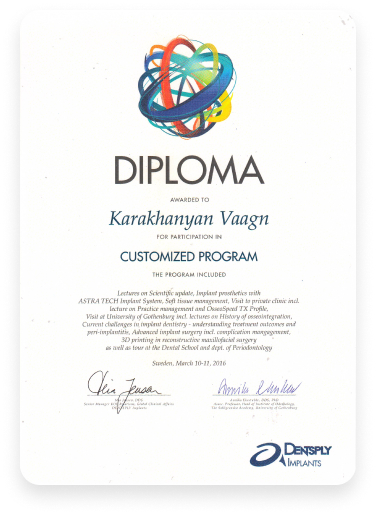 DIPLOMA
AWARDED TO
Karakhanyan Vaagn
FOR PARTICIPATION IN
CUSTOMIZED PROGRAM
THE PROGRAM INCLUDED
Lectures on Scientific update, Implant prosthetics with
ASTRA TECH Implant System, Soft tissue management, Visit to private clinic incl.
lecture on Practice management and OsseoSpeed TX Profile,
Visit at University of Gothenburg incl. lectures on History of osseointegration,
Current challenges in implant dentistry - understanding treatment outcomes and
peri-implantitis, Advanced implant surgery incl. complication mangagement,
3D printing in reconstructive maxillofacial surgery
as well as tour at the Dental School and dept. of Periodontology
Sweden, March 10-11, 2016
DENTSPLY
IMPLANTS